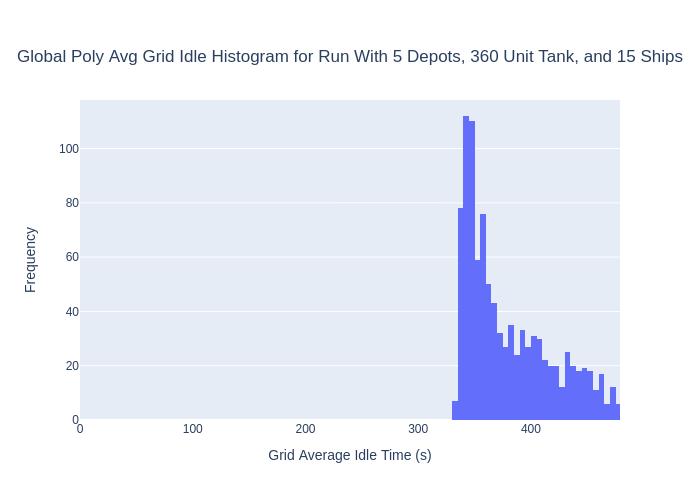 Global Poly Avg Grid Idle Histogram for Run With 5 Depots, 360 Unit Tank, and 15 Ships
100
80
60
40
20
0
Frequency
0 100 200 300 400
Grid Average Idle Time (s)